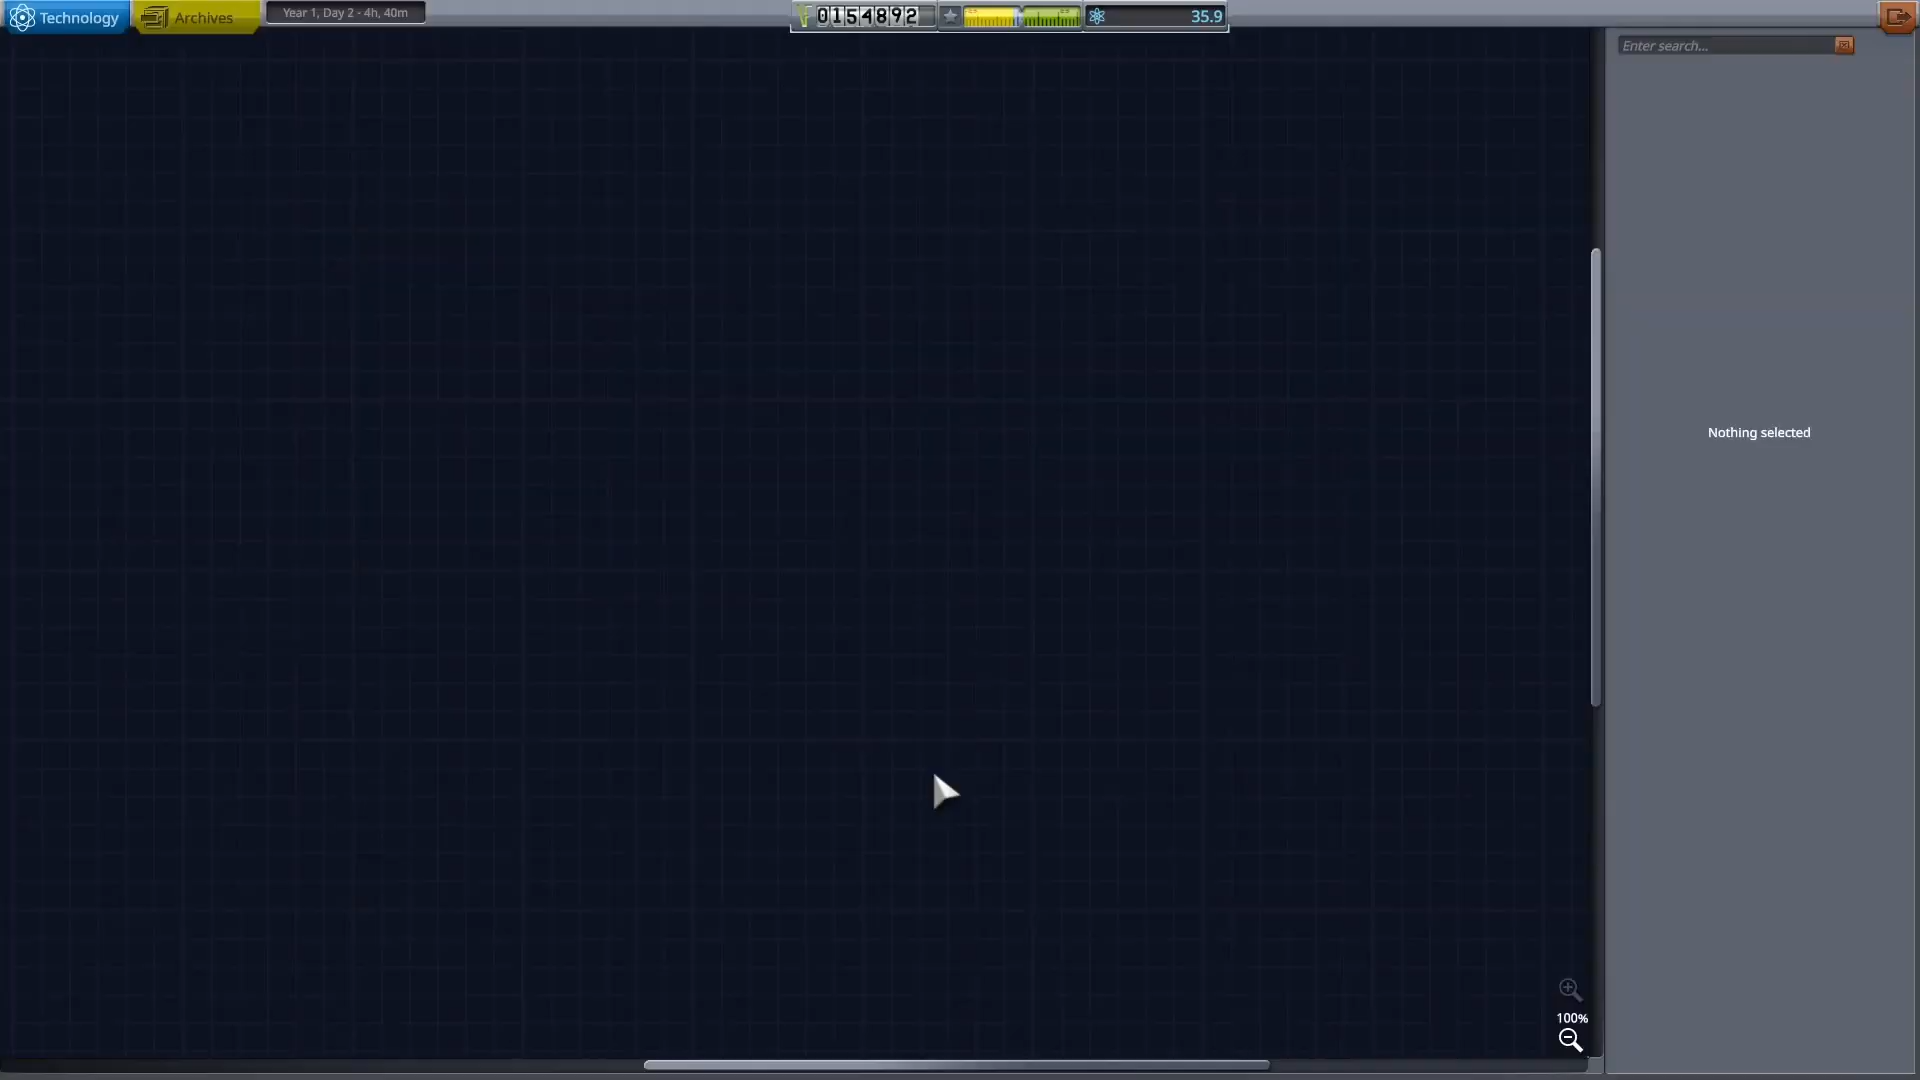 Technology
Archives
Year 1, Day 2 - 4h, 40m
0154892
35.9
Enter search...
Nothing selected
100%